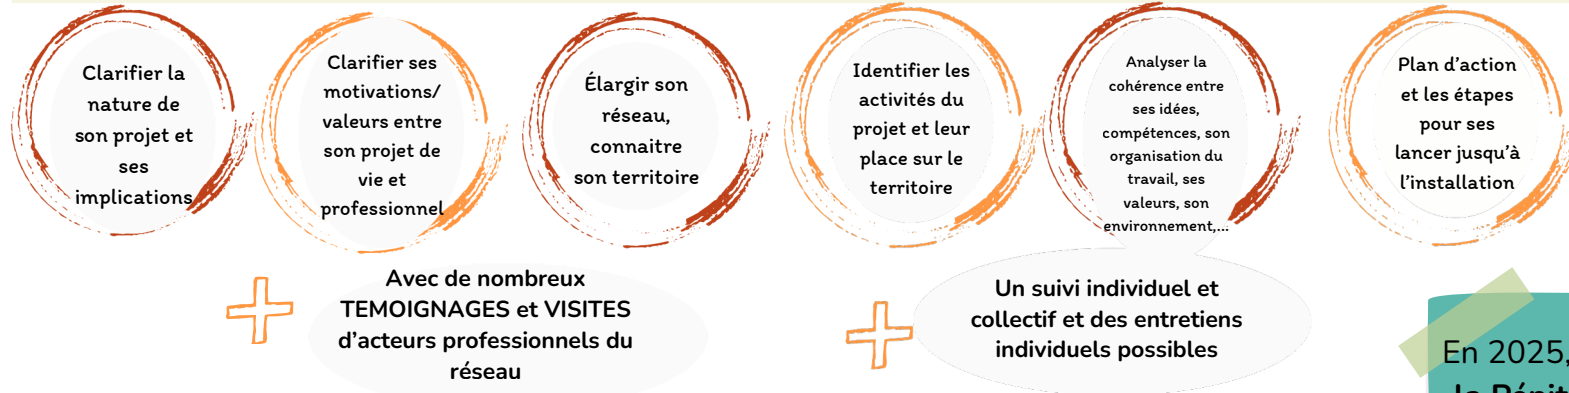 Clarifier la
nature de
son projet et
ses
implications
Clarifier ses
motivations/
valeurs entre
son projet de
vie et
professionnel
Élargir son
réseau,
connaitre
son territoire
Identifier les
activités du
projet et leur
place sur le
territoire
Analyser la
cohérence entre
ses idées,
compétences, son
organisation du
travail, ses
valeurs, son
environnement,...
Plan d'action
et les étapes
pour ses
lancer jusqu'à
l'installation
Avec de nombreux
TEMOIGNAGES et VISITES
d'acteurs professionnels du
réseau
Un suivi individuel et
collectif et des entretiens
individuels possibles
En 2025,
la